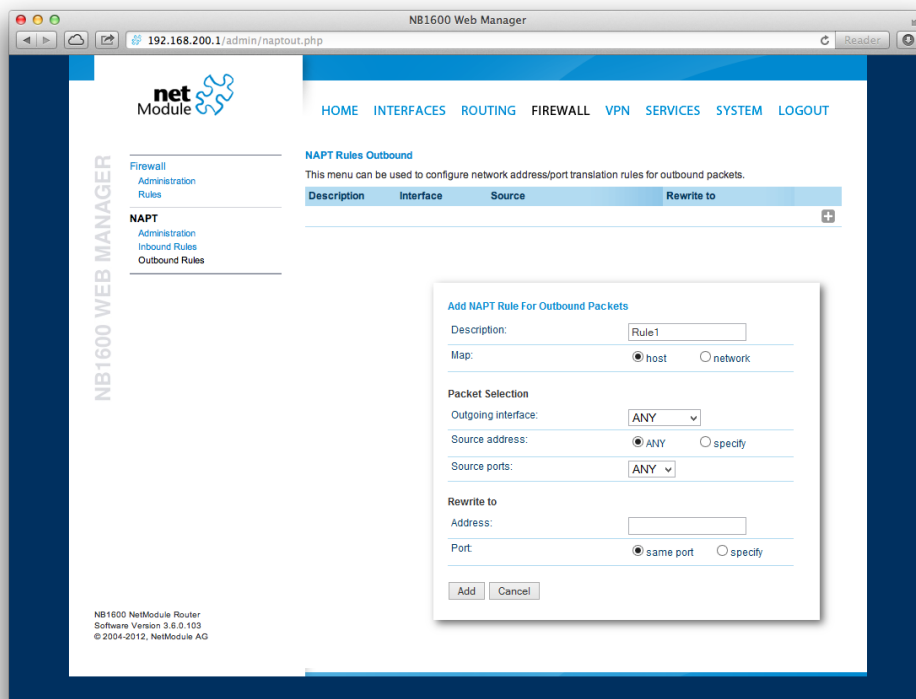 NB1600 Web Manager
192.168.200.1/admin/naptout.php
Reader
net
Module
HOME INTERFACES ROUTING FIREWALL VPN SERVICES SYSTEM LOGOUT
NB1600 WEB MANAGER
Firewall
Administration
Rules
NAPT
Administration
Inbound Rules
Outbound Rules
NAPT Rules Outbound
This menu can be used to configure network address/port translation rules for outbound packets.
Description Interface Source Rewrite to
Add NAPT Rule For Outbound Packets
Description: Rule1
Map: host network
Packet Selection
Outgoing interface: ANY
Source address: ANY specify
Source ports: ANY
Rewrite to
Address:
Port: same port specify
Add Cancel
NB1600 NetModule Router
Software Version 3.6.0.103
© 2004-2012, NetModule AG